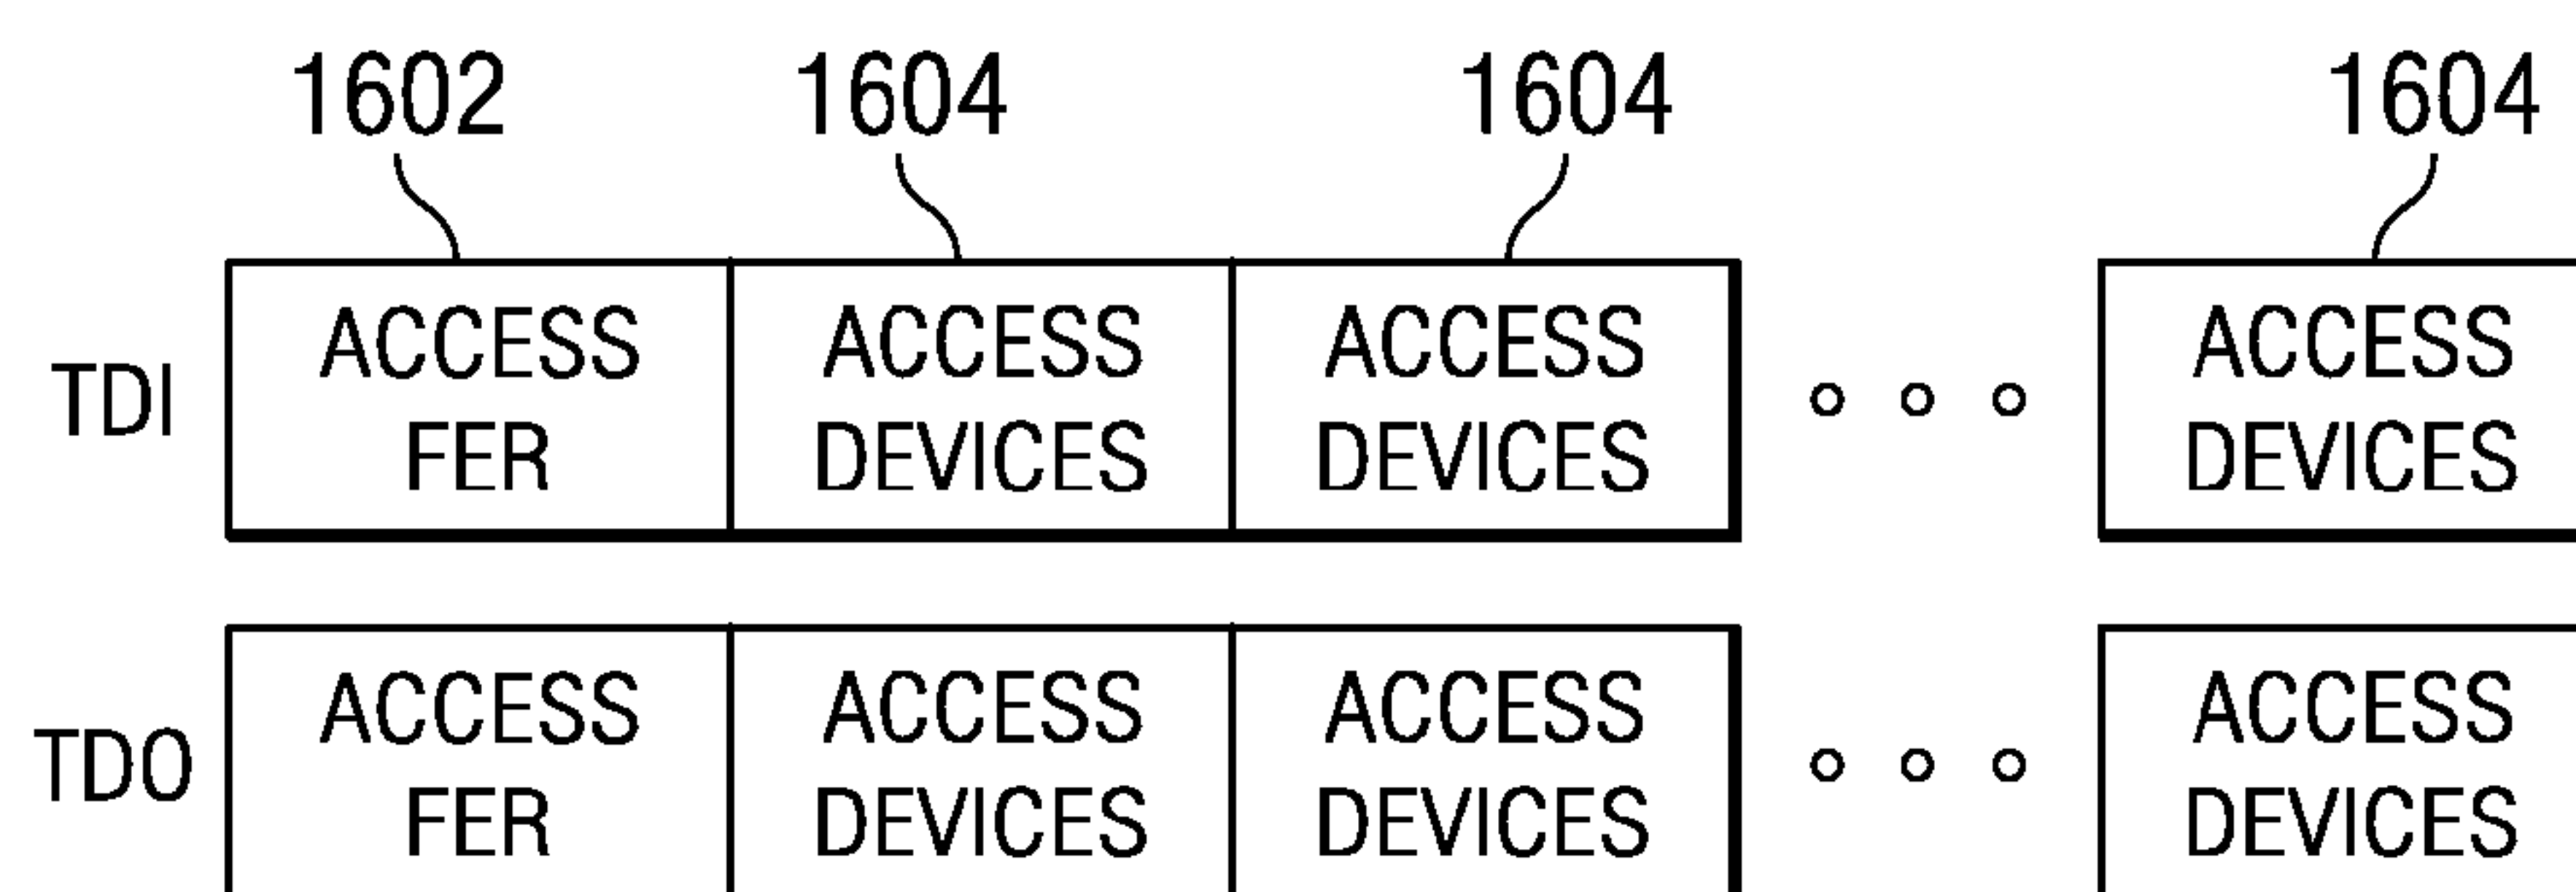 1602 1604 1604 1604
ACCESS ACCESS ACCESS ACCESS
TDI
FER DEVICES DEVICES DEVICES
ACCESS ACCESS ACCESS ACCESS
TDO
FER DEVICES DEVICES DEVICES